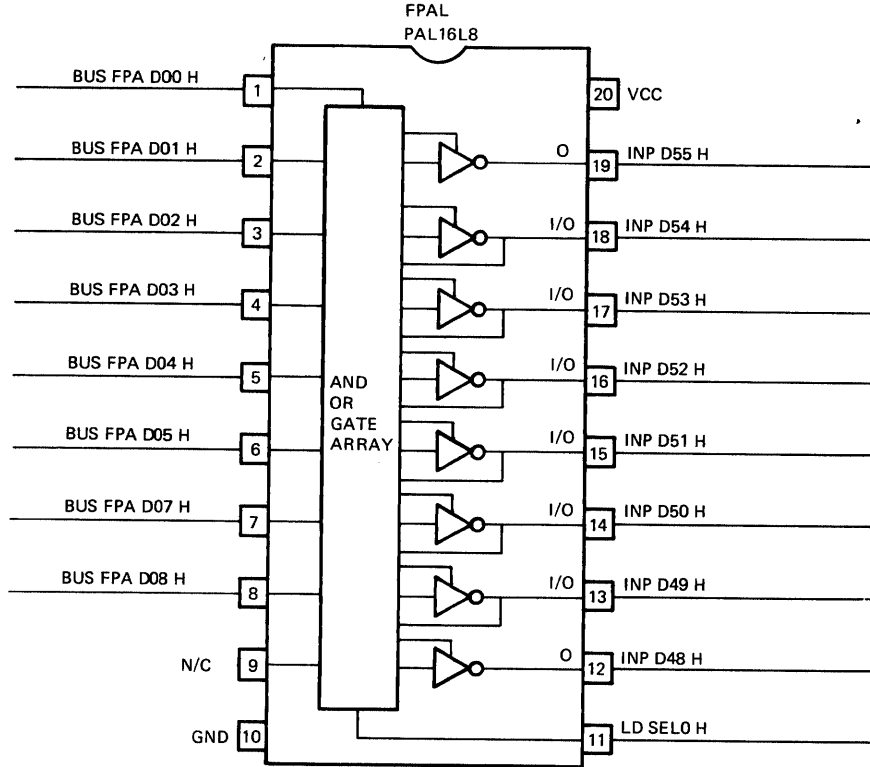 FPAL
PAL16L8
BUS FPA D00 H
1
20 VCC
BUS FPA D01 H
2
O
19
INP D55 H
BUS FPA D02 H
3
I/O
18
INP D54 H
BUS FPA D03 H
4
I/O
17
INP D53 H
BUS FPA D04 H
5
I/O
16
INP D52 H
AND
OR
GATE
ARRAY
BUS FPA D05 H
6
I/O
15
INP D51 H
BUS FPA D07 H
7
I/O
14
INP D50 H
BUS FPA D08 H
8
I/O
13
INP D49 H
N/C
9
O
12
INP D48 H
GND
10
11
LD SEL0 H